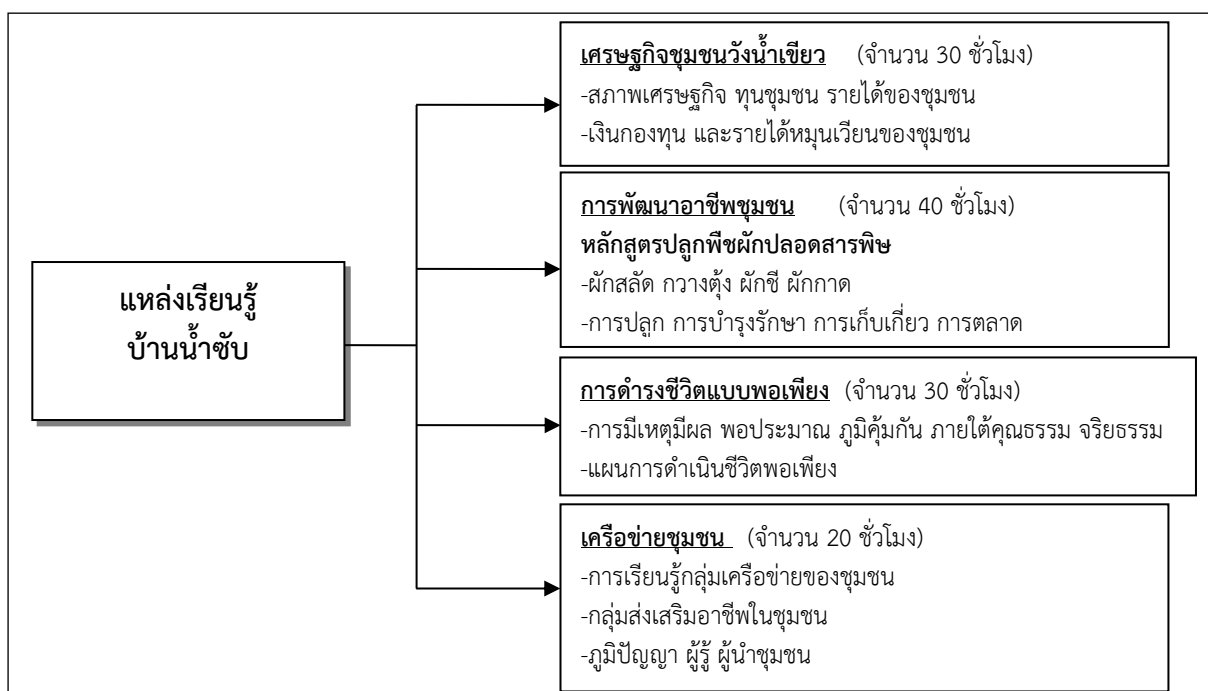 แหล่งเรียนรู้
บ้านน้ำซับ
เศรษฐกิจชุมชนวังน้ำเขียว (จำนวน 30 ชั่วโมง)
-สภาพเศรษฐกิจ ทุนชุมชน รายได้ของชุมชน
-เงินกองทุน และรายได้หมุนเวียนของชุมชน
การพัฒนาอาชีพชุมชน (จำนวน 40 ชั่วโมง)
หลักสูตรปลูกพืชผักปลอดสารพิษ
-ผักสลัด กวางตุ้ง ผักชี ผักกาด
-การปลูก การบำรุงรักษา การเก็บเกี่ยว การตลาด
การดำรงชีวิตแบบพอเพียง (จำนวน 30 ชั่วโมง)
-การมีเหตุมีผล พอประมาณ ภูมิคุ้มกัน ภายใต้คุณธรรม จริยธรรม
-แผนการดำเนินชีวิตพอเพียง
เครือข่ายชุมชน (จำนวน 20 ชั่วโมง)
-การเรียนรู้กลุ่มเครือข่ายของชุมชน
-กลุ่มส่งเสริมอาชีพในชุมชน
-ภูมิปัญญา ผู้รู้ ผู้นำชุมชน